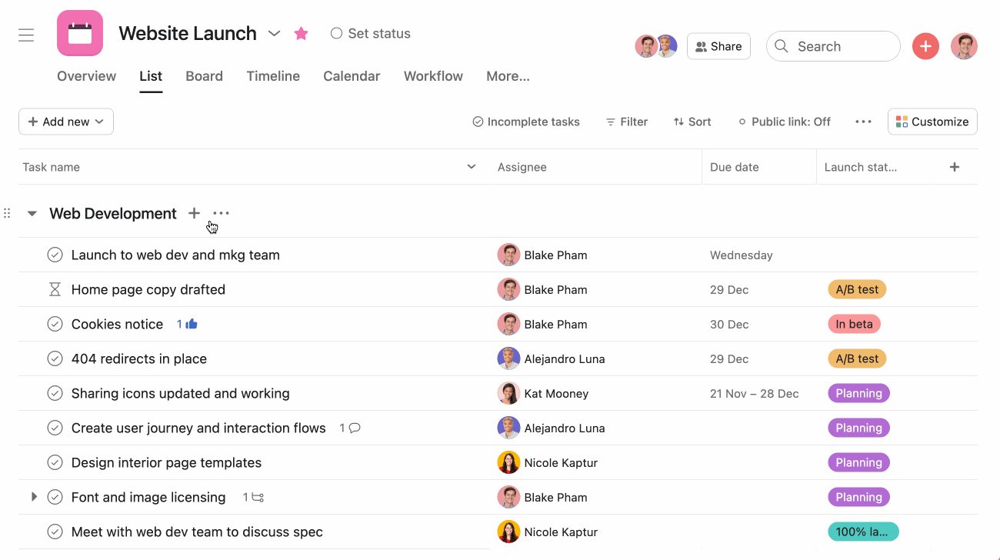 Website Launch Set status
Share Search
Overview List Board Timeline Calendar Workflow More...
Add new Incomplete tasks Filter Sort Public link: Off Customize
Task name Assignee Due date Launch stat...
Web Development
Launch to web dev and mkg team Blake Pham Wednesday
Home page copy drafted Blake Pham 29 Dec A/B test
Cookies notice 1 Blake Pham 30 Dec In beta
404 redirects in place Alejandro Luna 29 Dec A/B test
Sharing icons updated and working Kat Mooney 21 Nov – 28 Dec Planning
Create user journey and interaction flows 1 Alejandro Luna Planning
Design interior page templates Nicole Kaptur Planning
Font and image licensing 1 Blake Pham Planning
Meet with web dev team to discuss spec Nicole Kaptur 100% la...